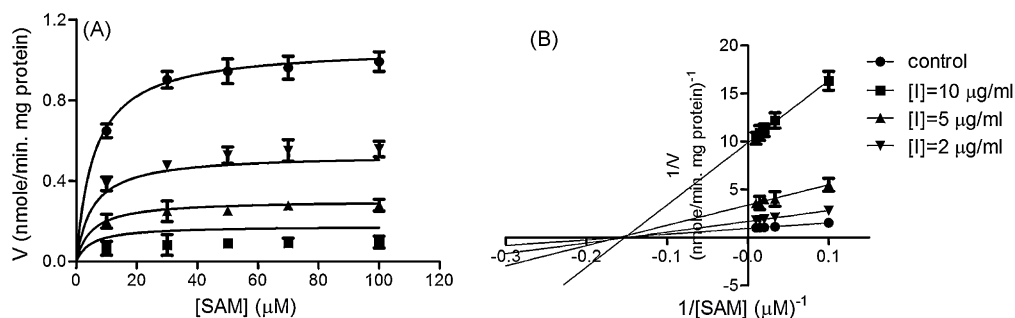 (A)
1.2
0.8
0.4
0.0
0
20
40
60
80
100
120
V (nmole/min. mg protein)
[SAM] (μM)
(B)
20
15
10
5
-5
-0.3
-0.2
-0.1
-0.0
0.1
1/V
(nmole/min. mg protein)-1
1/[SAM] (μM)-1
control
[I]=10 μg/ml
[I]=5 μg/ml
[I]=2 μg/ml